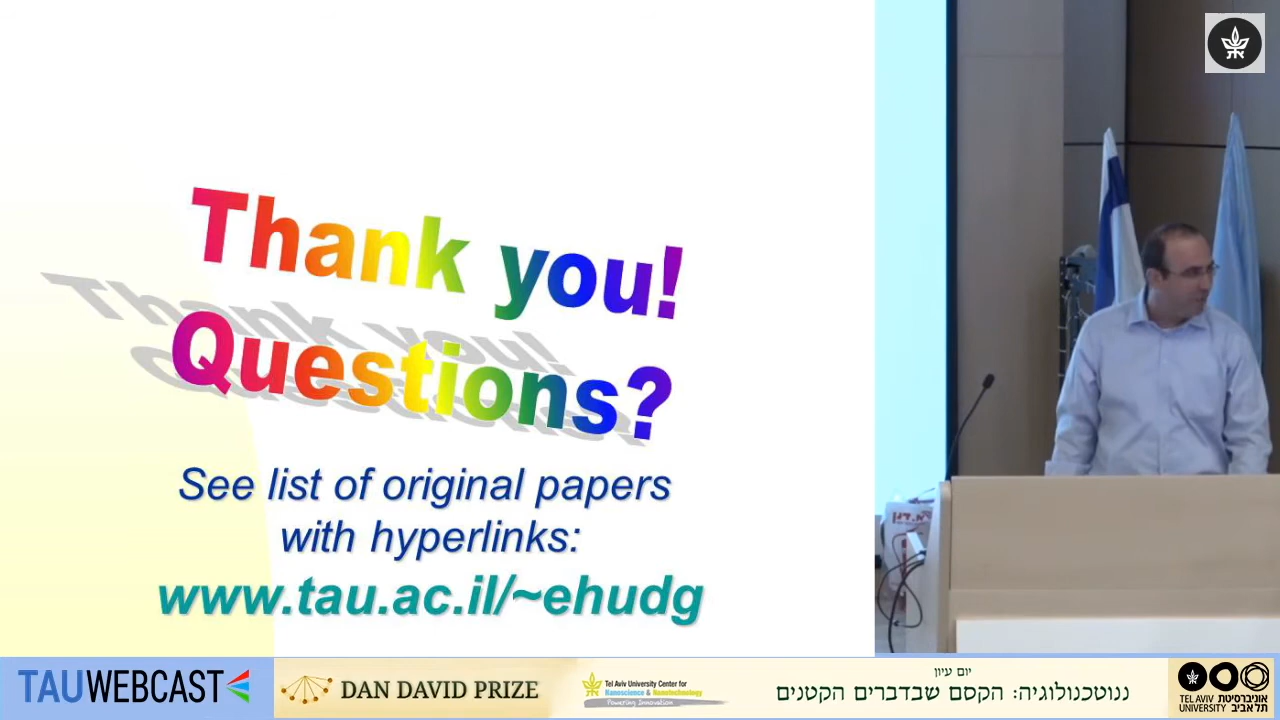 Thank you!
Questions?
See list of original papers
with hyperlinks:
www.tau.ac.il/~ehudg
TAUWEBCAST
DAN DAVID PRIZE
Tel Aviv University Center for
Nanoscience & Nanotechnology
Powering Innovation
יום עיון
ננוטכנולוגיה: הקסם שבדברים הקטנים
TEL AVIV אוניברסיטת
UNIVERSITY תל אביב